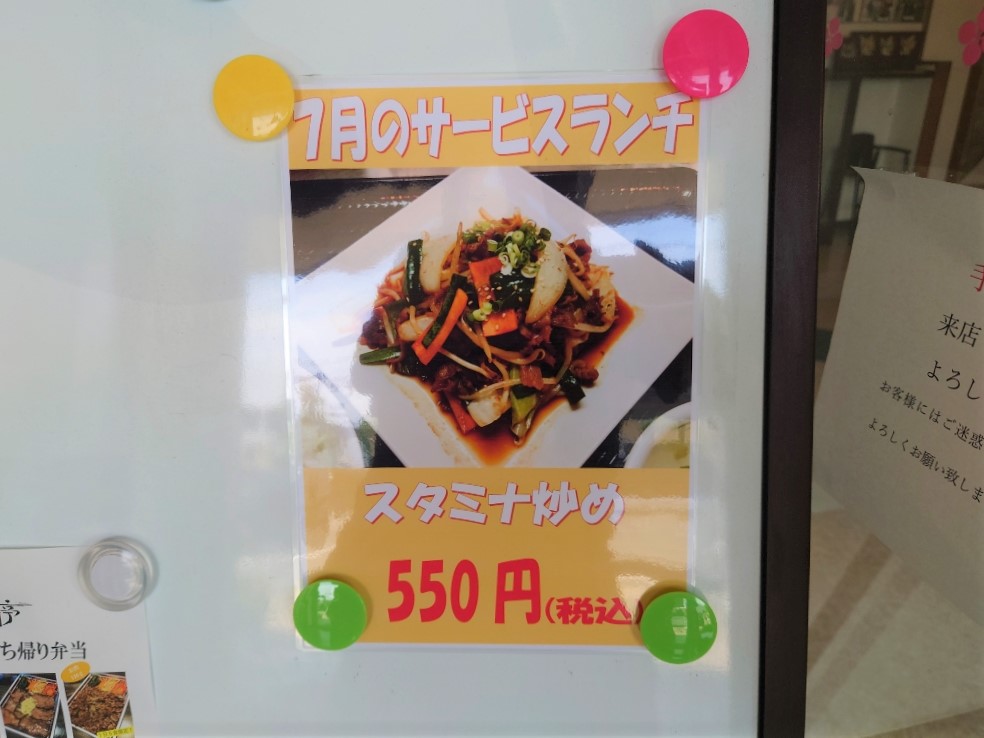 7月のサービスランチ
スタミナ炒め
550円(税込)
亭
ち帰り弁当
来店
よろし
お客様にはご迷惑
よろしくお願い致しま